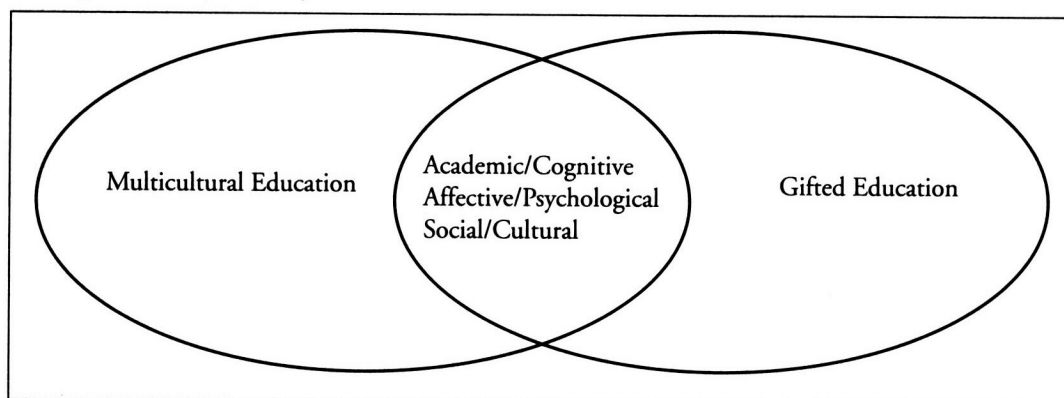 Multicultural Education
Academic/Cognitive
Affective/Psychological
Social/Cultural
Gifted Education